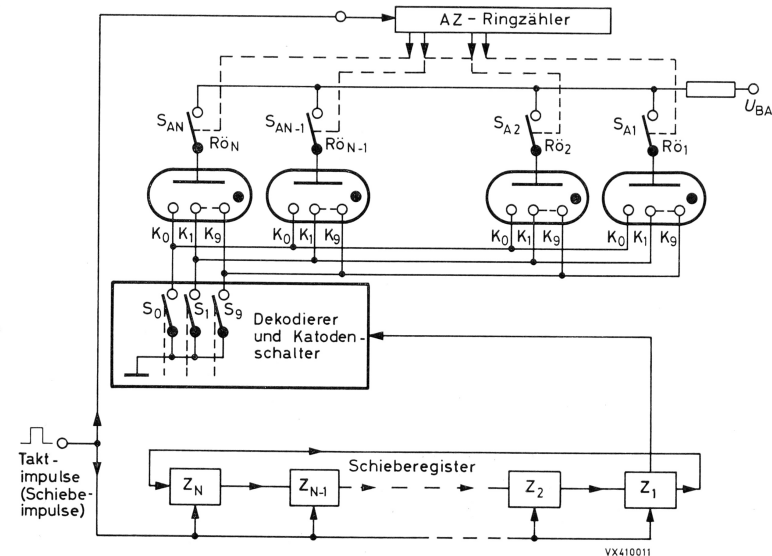 AZ - Ringzähler
U_BA
S_AN
S_AN-1
S_A2
S_A1
Rö_N
Rö_N-1
Rö_2
Rö_1
K_0 K_1 K_9
K_0 K_1 K_9
K_0 K_1 K_9
K_0 K_1 K_9
S_0 S_1 S_9
Dekodierer
und Katoden-
schalter
Takt-
impulse
(Schiebe-
impulse)
Schieberegister
Z_N
Z_N-1
Z_2
Z_1
VX410011